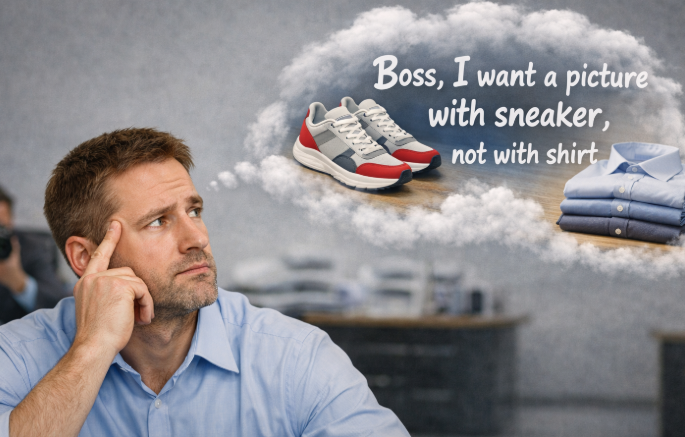 Boss, I want a picture
with sneaker,
not with shirt